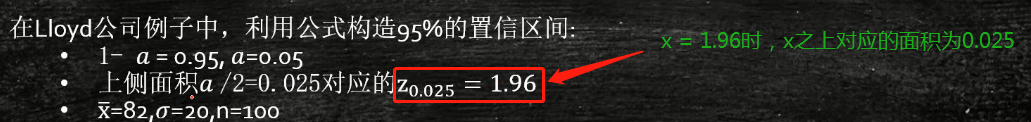 在Lloyd公司例子中，利用公式构造95%的置信区间:
• 1- a = 0.95, a=0.05
• 上侧面积a /2=0.025对应的z₀.₀₂₅ = 1.96
• x̅=82,σ=20,n=100
x = 1.96时，x之上对应的面积为0.025